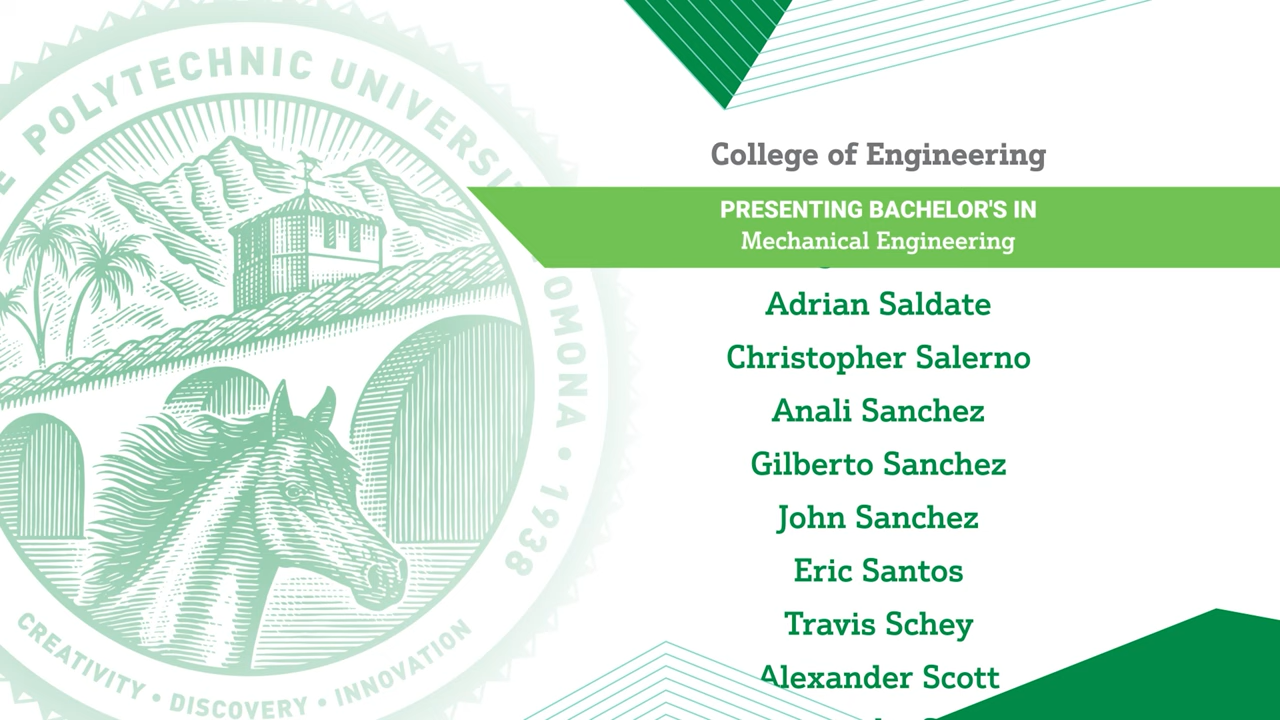 POLYTECHNIC UNIVERSI
OMONA • 1938
CREATIVITY • DISCOVERY • INNOVATION
College of Engineering
PRESENTING BACHELOR'S IN
Mechanical Engineering
Adrian Saldate
Christopher Salerno
Anali Sanchez
Gilberto Sanchez
John Sanchez
Eric Santos
Travis Schey
Alexander Scott